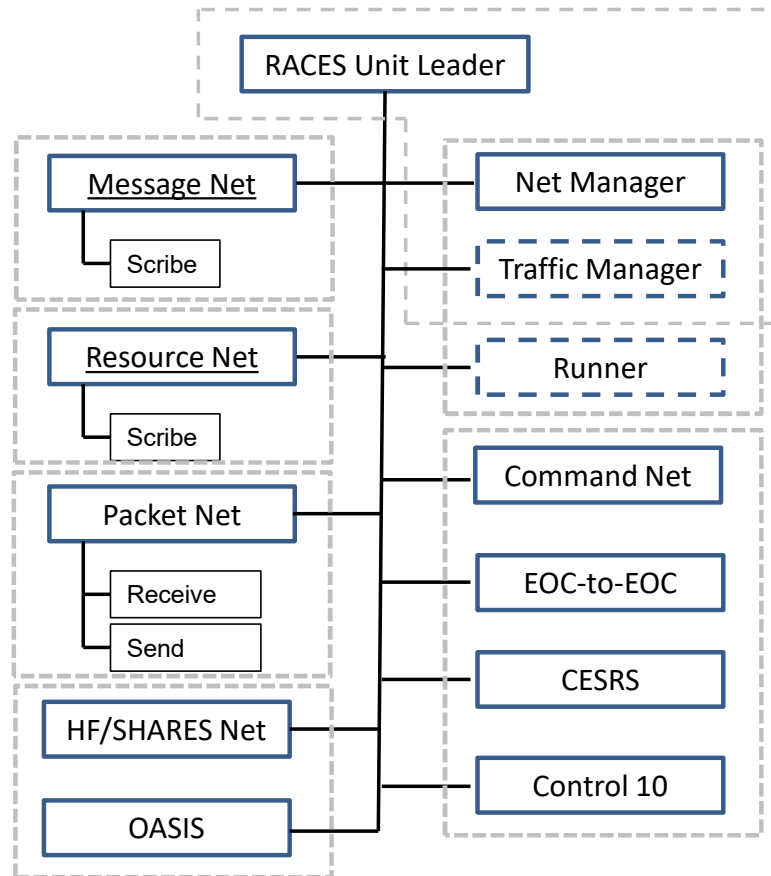 RACES Unit Leader
Message Net
Scribe
Resource Net
Scribe
Packet Net
Receive
Send
HF/SHARES Net
OASIS
Net Manager
Traffic Manager
Runner
Command Net
EOC-to-EOC
CESRS
Control 10